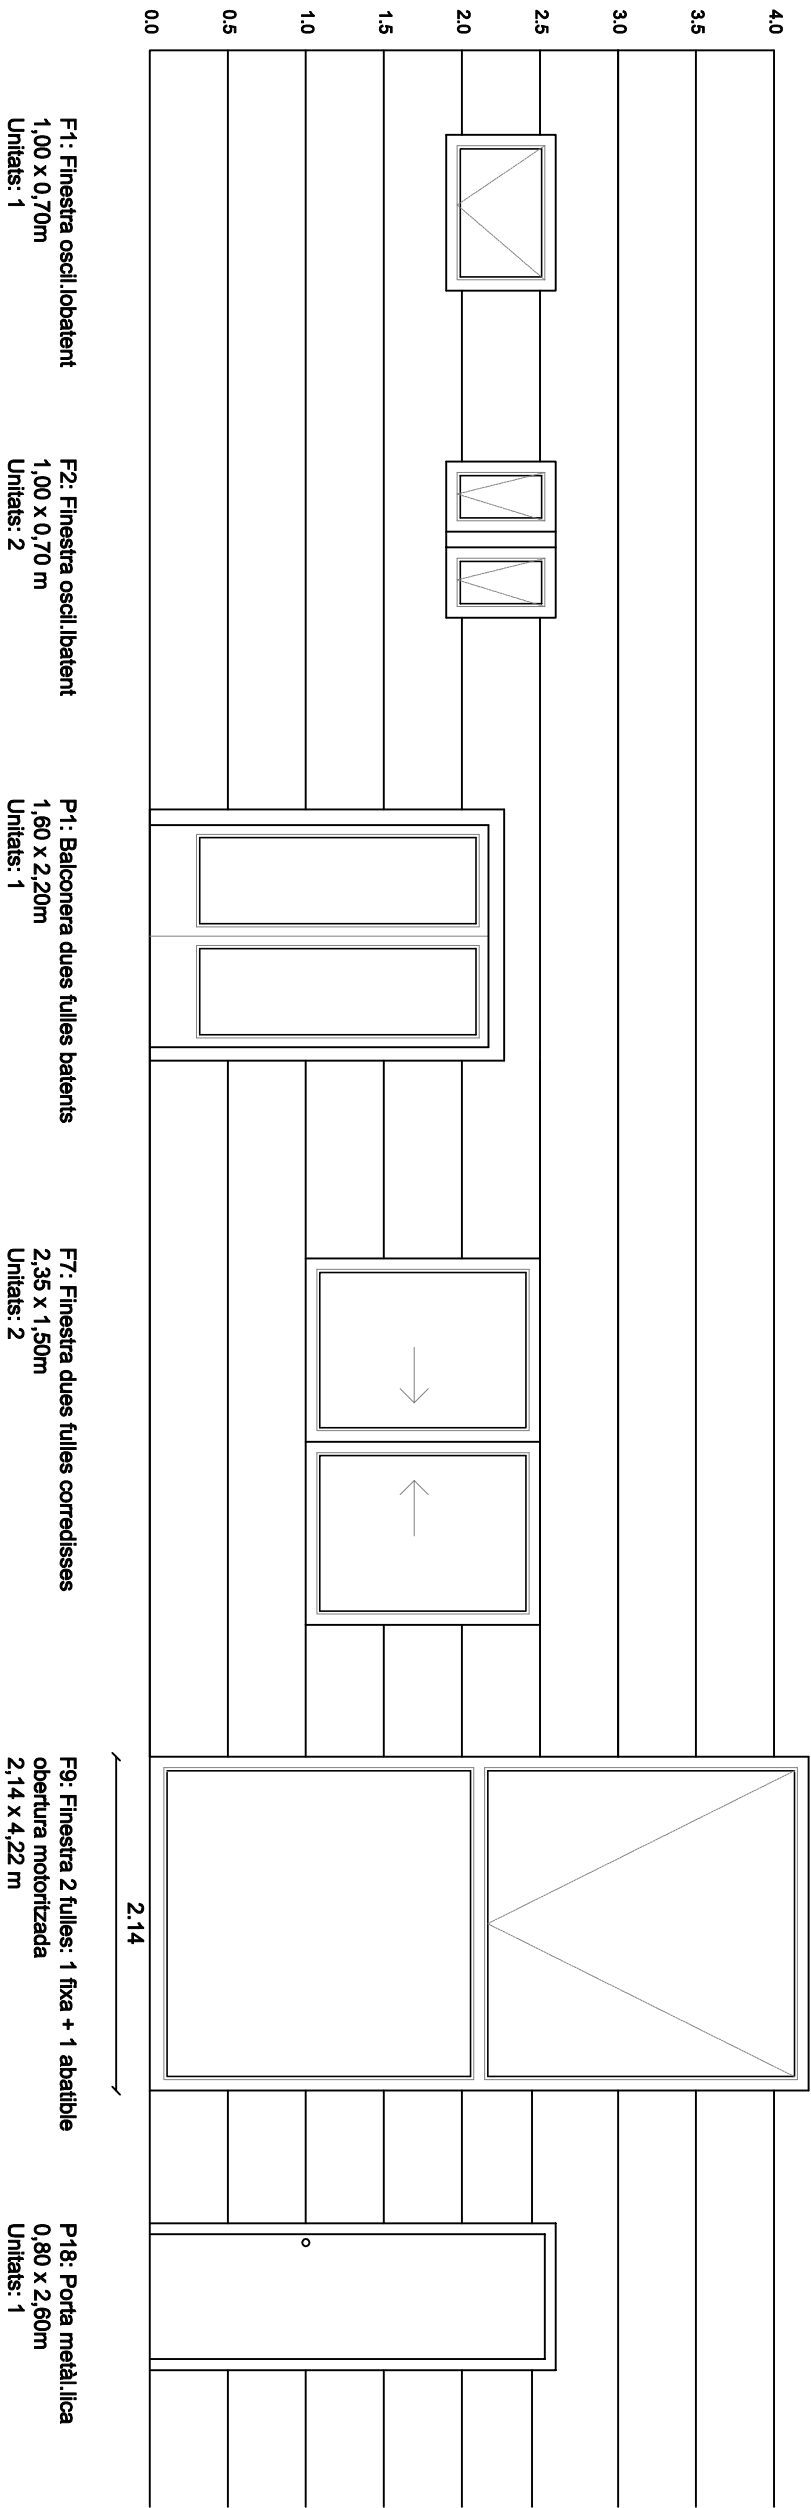 4.0
3.5
3.0
2.5
2.0
1.5
1.0
0.5
0.0
F1: Finestra oscil.lobatent
1,00 x 0,70m
Unitats: 1
F2: Finestra oscil.lbatent
1,00 x 0,70 m
Unitats: 2
P1: Balconera dues fulles batents
1,60 x 2,20m
Unitats: 1
F7: Finestra dues fulles corredisses
2,35 x 1,50m
Unitats: 2
2.14
F9: Finestra 2 fulles: 1 fixa + 1 abatible
obertura motoritzada
2,14 x 4,22 m
P18: Porta metàl.lica
0,80 x 2,60m
Unitats: 1